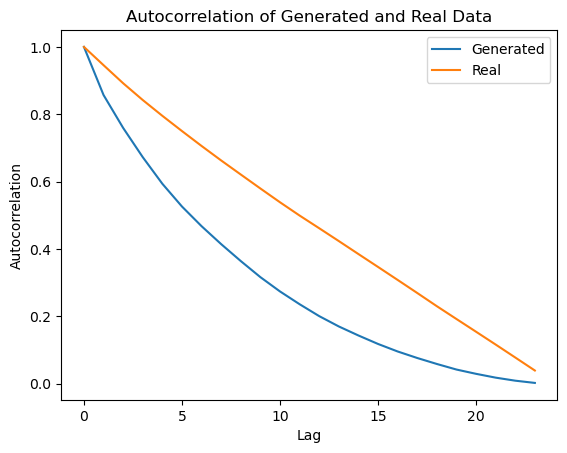 Autocorrelation of Generated and Real Data
Generated
Real
Autocorrelation
1.0
0.8
0.6
0.4
0.2
0.0
0
5
10
15
20
Lag